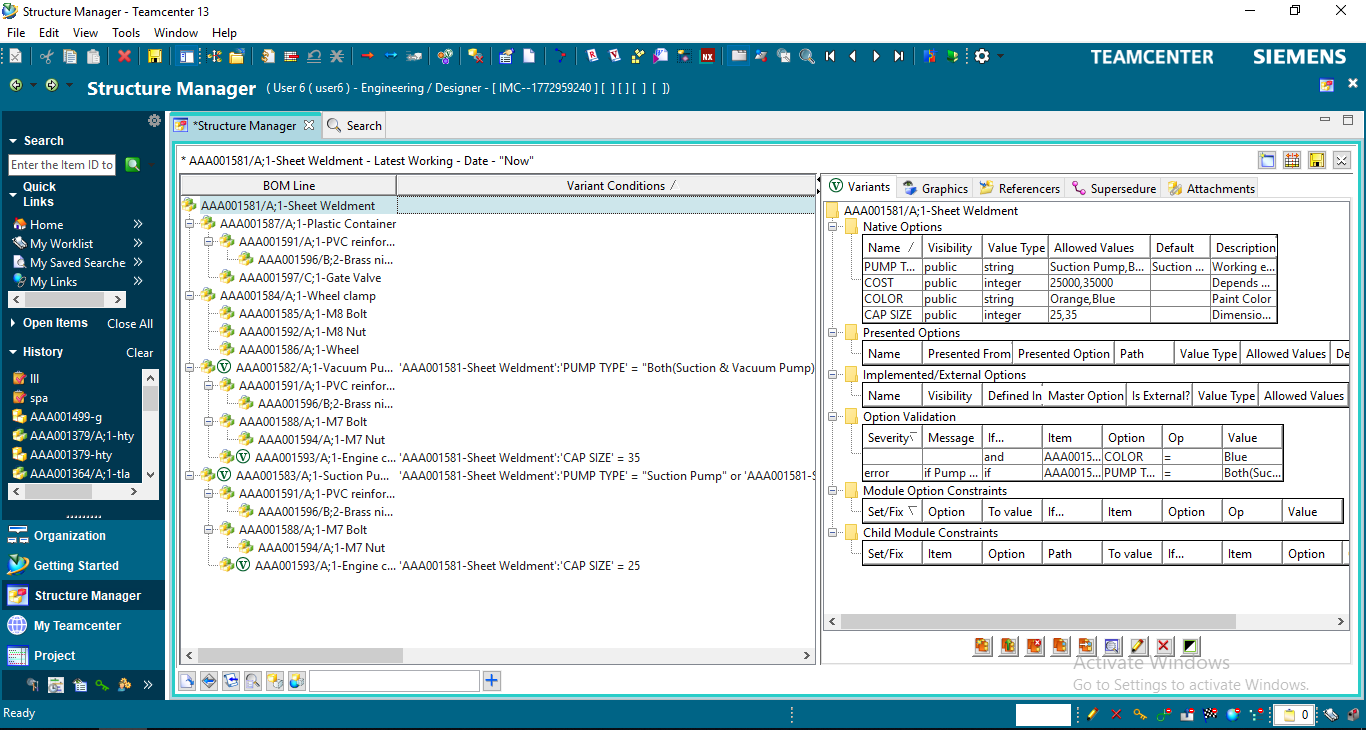 Structure Manager - Teamcenter 13
File Edit View Tools Window Help
TEAMCENTER SIEMENS
Structure Manager ( User 6 ( user6 ) - Engineering / Designer - [ IMC--1772959240 ] [ ] [ ] [ ] [ ])
Search
Enter the Item ID to
Quick
Links
Home
My Worklist
My Saved Searche
My Links
Open Items Close All
History Clear
lll
spa
AAA001499-g
AAA001379/A;1-hty
AAA001379-hty
AAA001364/A;1-tla
Organization
Getting Started
Structure Manager
My Teamcenter
Project
*Structure Manager Search
* AAA001581/A;1-Sheet Weldment - Latest Working - Date - "Now"
BOM Line Variant Conditions
AAA001581/A;1-Sheet Weldment
AAA001587/A;1-Plastic Container
AAA001591/A;1-PVC reinfor...
AAA001596/B;2-Brass ni...
AAA001597/C;1-Gate Valve
AAA001584/A;1-Wheel clamp
AAA001585/A;1-M8 Bolt
AAA001592/A;1-M8 Nut
AAA001586/A;1-Wheel
AAA001582/A;1-Vacuum Pu... 'AAA001581-Sheet Weldment':'PUMP TYPE' = "Both(Suction & Vacuum Pump)
AAA001591/A;1-PVC reinfor...
AAA001596/B;2-Brass ni...
AAA001588/A;1-M7 Bolt
AAA001594/A;1-M7 Nut
AAA001593/A;1-Engine c... 'AAA001581-Sheet Weldment':'CAP SIZE' = 35
AAA001583/A;1-Suction Pu... 'AAA001581-Sheet Weldment':'PUMP TYPE' = "Suction Pump" or 'AAA001581-S
AAA001591/A;1-PVC reinfor...
AAA001596/B;2-Brass ni...
AAA001588/A;1-M7 Bolt
AAA001594/A;1-M7 Nut
AAA001593/A;1-Engine c... 'AAA001581-Sheet Weldment':'CAP SIZE' = 25
Variants Graphics Referencers Supersedure Attachments
AAA001581/A;1-Sheet Weldment
Native Options
Name Visibility Value Type Allowed Values Default Description
PUMP T... public string Suction Pump,B... Suction ... Working e...
COST public integer 25000,35000 Depends ...
COLOR public string Orange,Blue Paint Color
CAP SIZE public integer 25,35 Dimensio...
Presented Options
Name Presented From Presented Option Path Value Type Allowed Values De
Implemented/External Options
Name Visibility Defined In Master Option Is External? Value Type Allowed Values
Option Validation
Severity Message If... Item Option Op Value
and AAA0015... COLOR = Blue
error if Pump ... if AAA0015... PUMP T... = Both(Suc...
Module Option Constraints
Set/Fix Option To value If... Item Option Op Value
Child Module Constraints
Set/Fix Item Option Path To value If... Item Option
Activate Windows
Go to Settings to activate Windows.
Ready
0